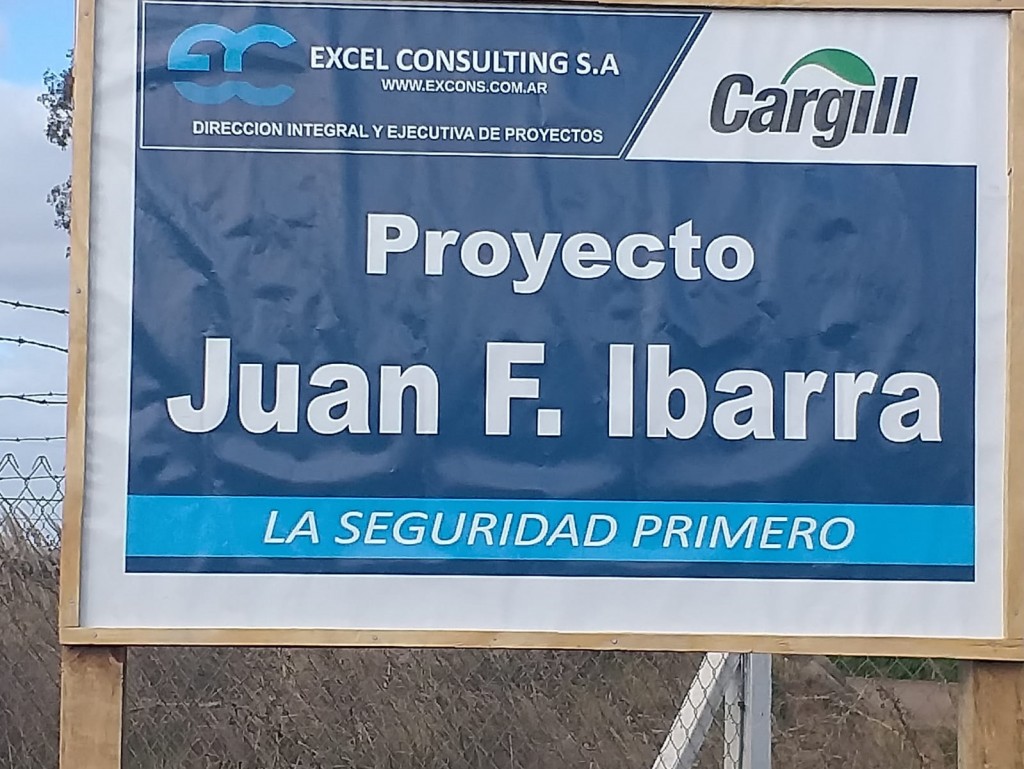 EXCEL CONSULTING S.A
WWW.EXCONS.COM.AR
DIRECCION INTEGRAL Y EJECUTIVA DE PROYECTOS
Cargill
Proyecto
Juan F. Ibarra
LA SEGURIDAD PRIMERO